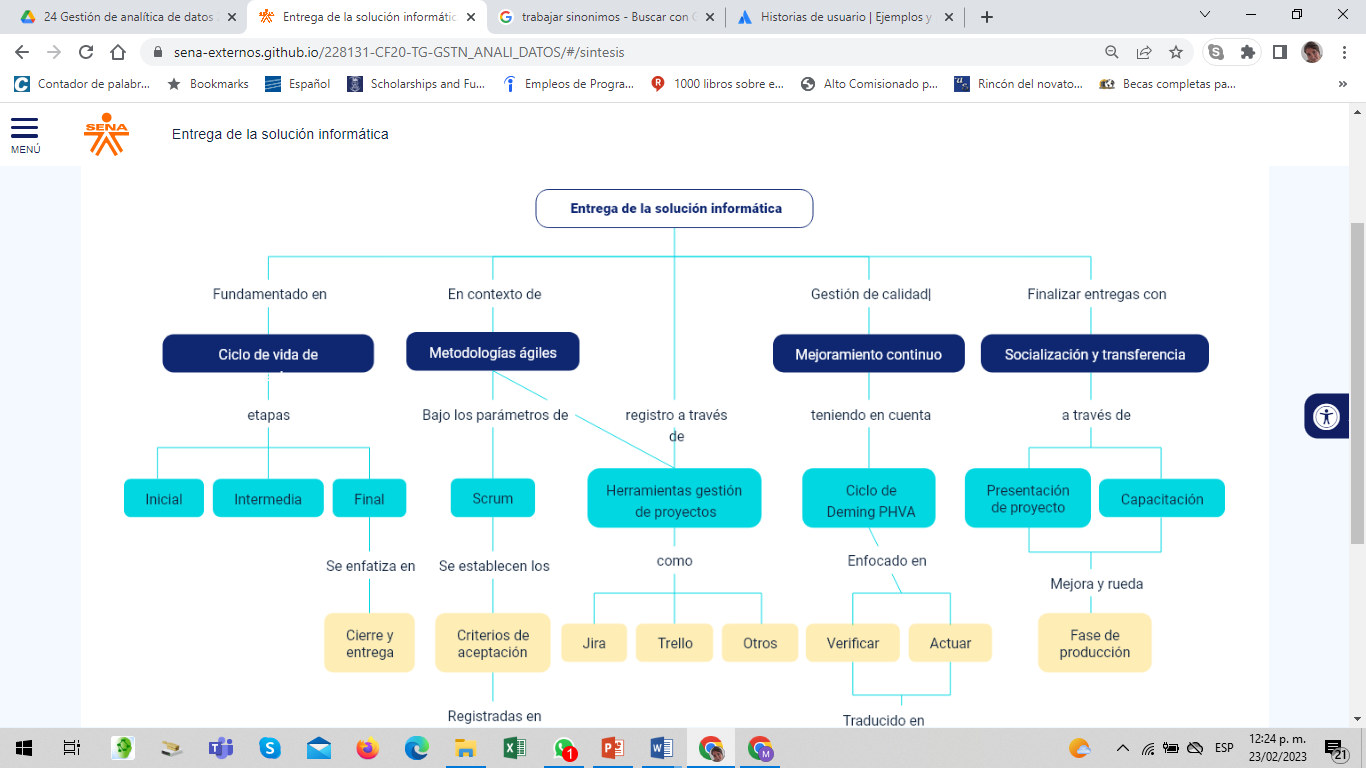 24 Gestión de analítica de datos
Entrega de la solución informátic
trabajar sinonimos - Buscar con G
Historias de usuario | Ejemplos y
sena-externos.github.io/228131-CF20-TG-GSTN_ANALI_DATOS/#/sintesis
Contador de palabr...
Bookmarks
Español
Scholarships and Fu...
Empleos de Progra...
1000 libros sobre e...
Alto Comisionado p...
Rincón del novato...
Becas completas pa...
MENÚ
SENA
Entrega de la solución informática
Entrega de la solución informática
Fundamentado en
En contexto de
Gestión de calidad
Finalizar entregas con
Ciclo de vida de
Metodologías ágiles
Mejoramiento continuo
Socialización y transferencia
etapas
Bajo los parámetros de
registro a través
de
teniendo en cuenta
a través de
Inicial
Intermedia
Final
Scrum
Herramientas gestión
de proyectos
Ciclo de
Deming PHVA
Presentación
de proyecto
Capacitación
Se enfatiza en
Se establecen los
como
Enfocado en
Mejora y rueda
Cierre y
entrega
Criterios de
aceptación
Jira
Trello
Otros
Verificar
Actuar
Fase de
producción
Registradas en
Traducido en
1
M
ESP
12:24 p. m.
23/02/2023
21